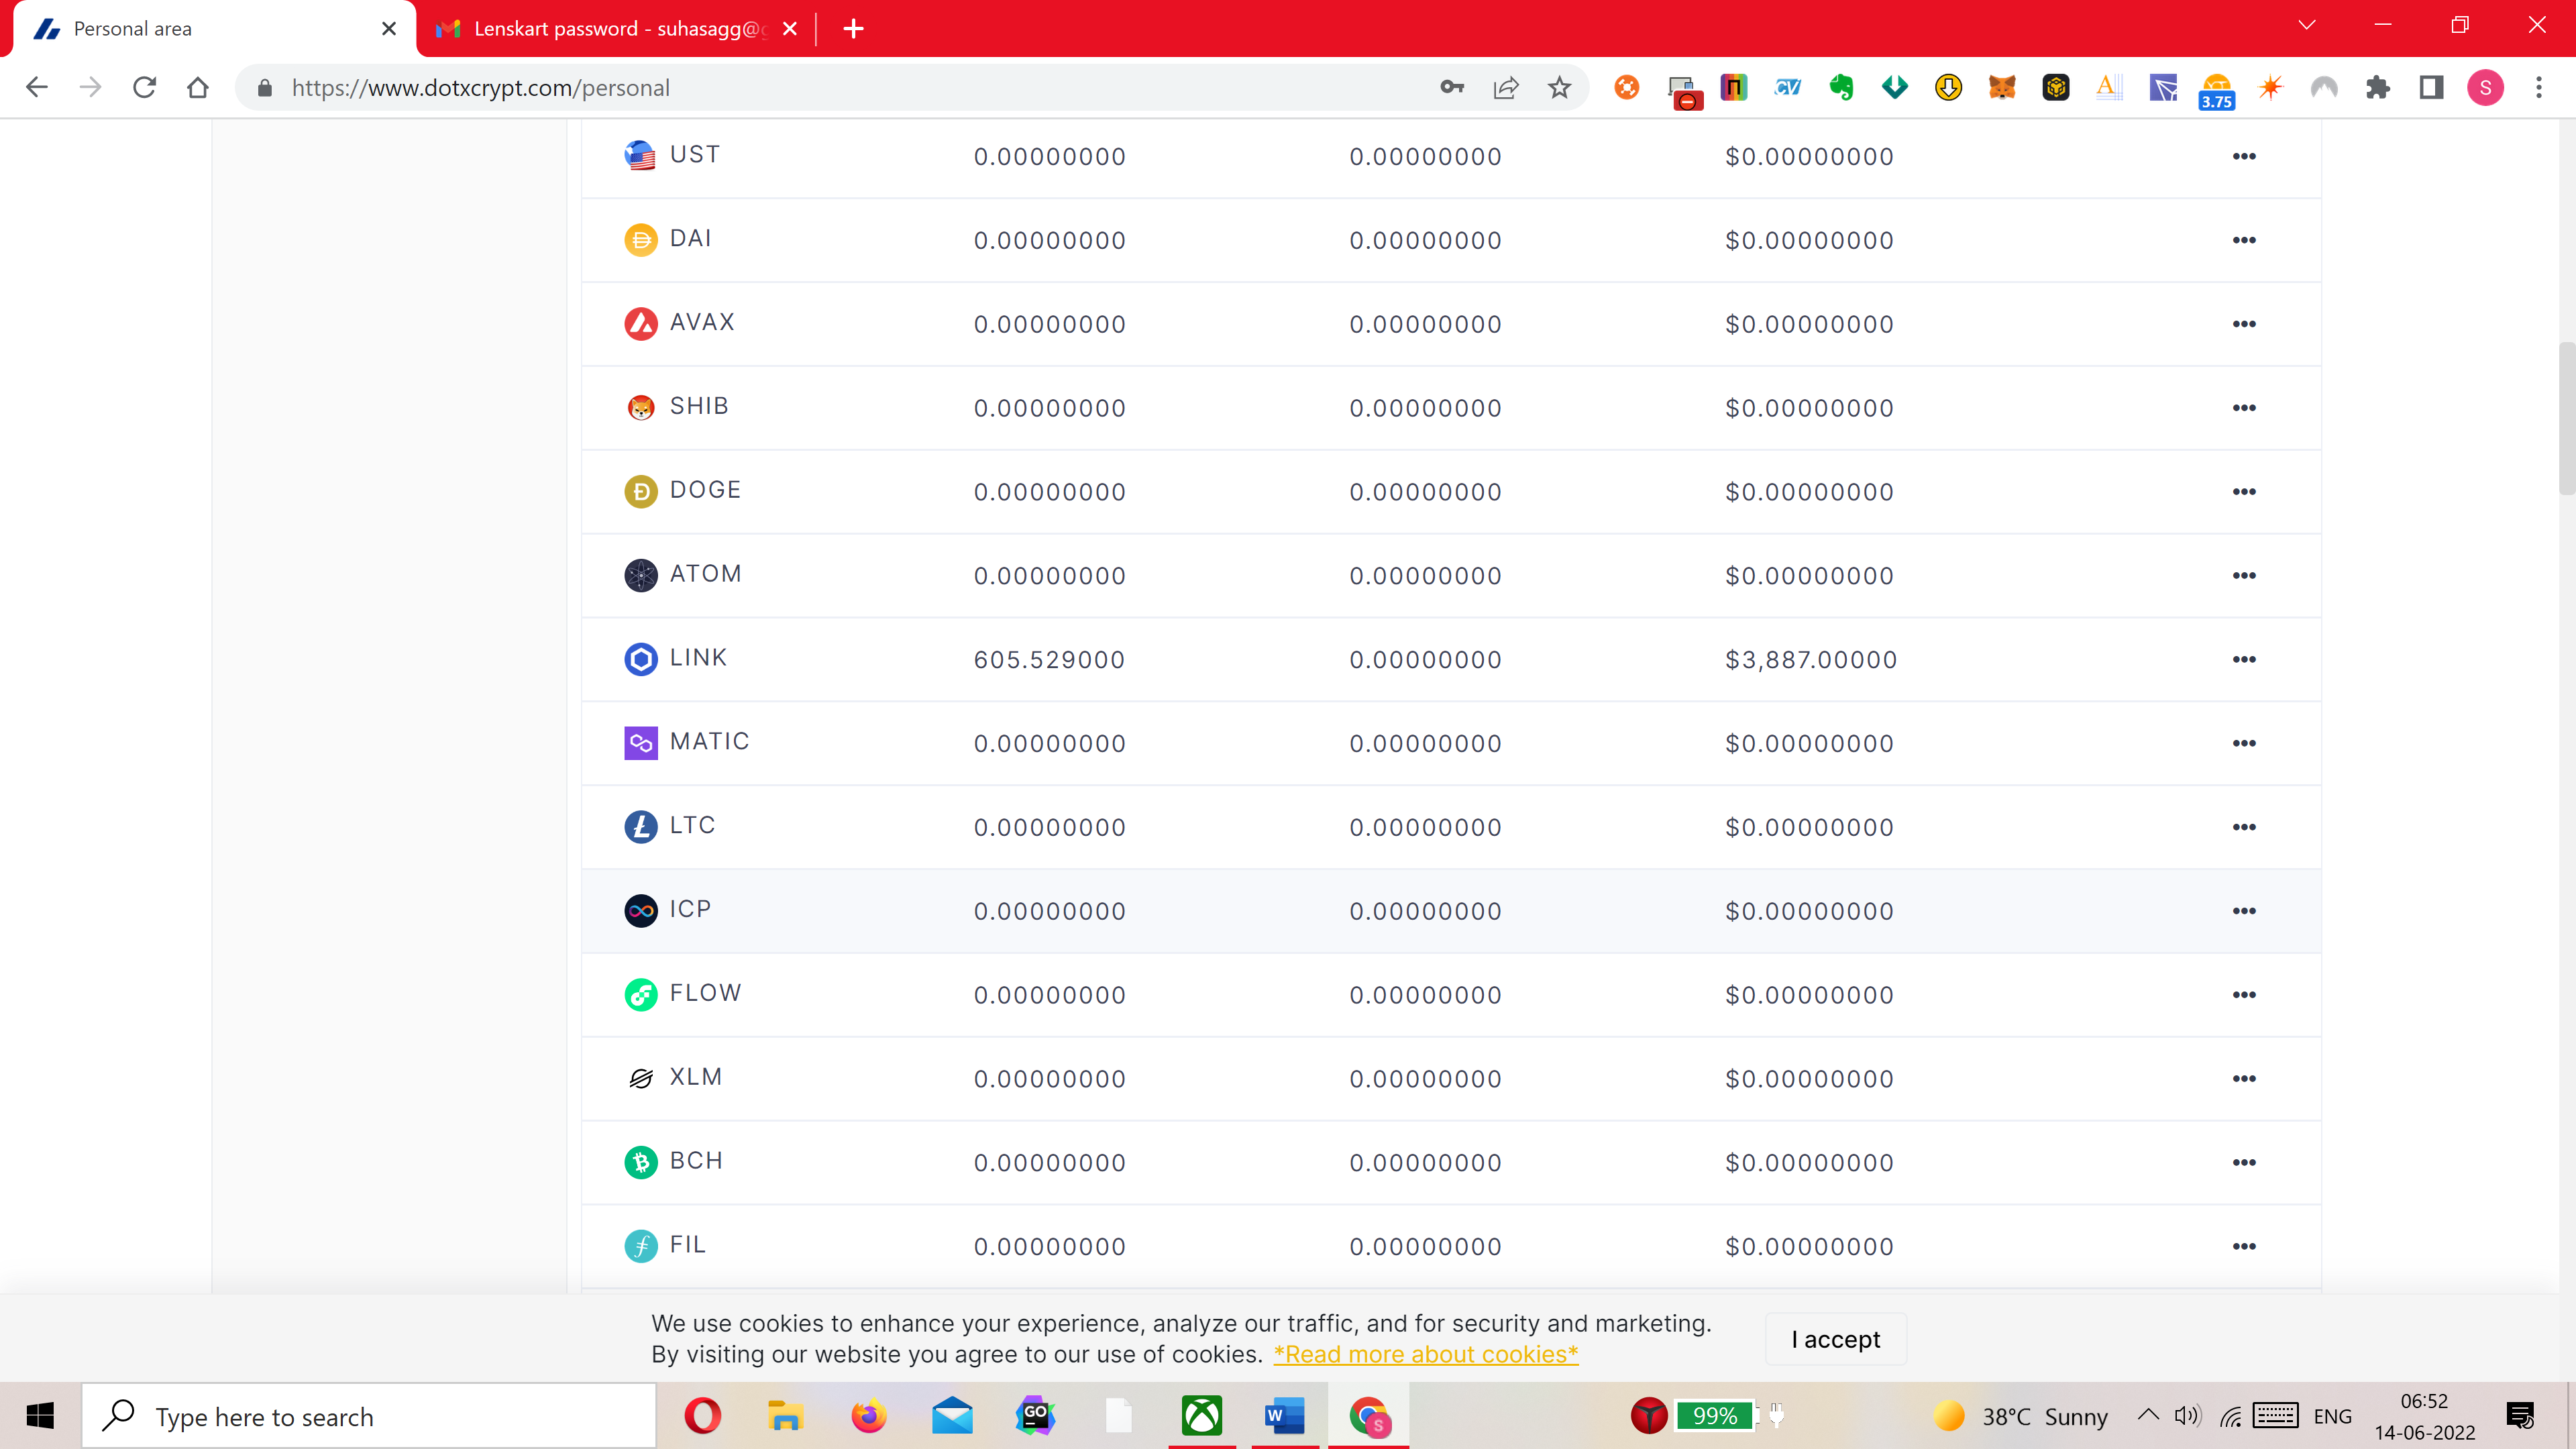 Personal area
Lenskart password - suhasagg@
https://www.dotxcrypt.com/personal
3.75
S
UST 0.00000000 0.00000000 $0.00000000
DAI 0.00000000 0.00000000 $0.00000000
AVAX 0.00000000 0.00000000 $0.00000000
SHIB 0.00000000 0.00000000 $0.00000000
DOGE 0.00000000 0.00000000 $0.00000000
ATOM 0.00000000 0.00000000 $0.00000000
LINK 605.529000 0.00000000 $3,887.00000
MATIC 0.00000000 0.00000000 $0.00000000
LTC 0.00000000 0.00000000 $0.00000000
ICP 0.00000000 0.00000000 $0.00000000
FLOW 0.00000000 0.00000000 $0.00000000
XLM 0.00000000 0.00000000 $0.00000000
BCH 0.00000000 0.00000000 $0.00000000
FIL 0.00000000 0.00000000 $0.00000000
We use cookies to enhance your experience, analyze our traffic, and for security and marketing.
By visiting our website you agree to our use of cookies. *Read more about cookies*
I accept
Type here to search
GO
W
S
99%
38°C Sunny
ENG
06:52
14-06-2022